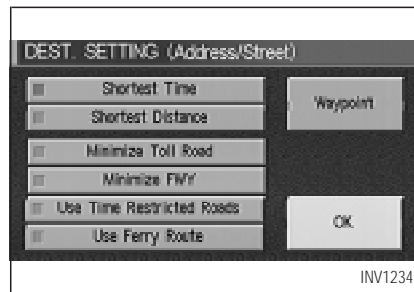 DEST. SETTING (Address/Street)
Shortest Time
Shortest Distance
Waypoint
Minimize Toll Road
Minimize FWY
Use Time Restricted Roads
Use Ferry Route
OK
INV1234